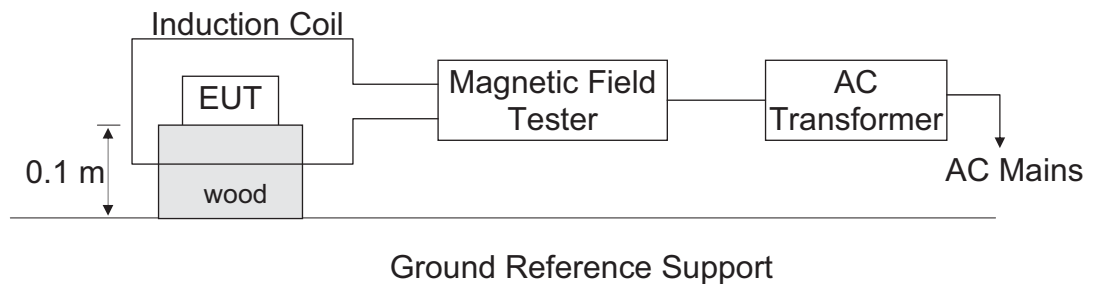 Induction Coil
EUT
Magnetic Field
Tester
AC
Transformer
0.1 m
wood
AC Mains
Ground Reference Support